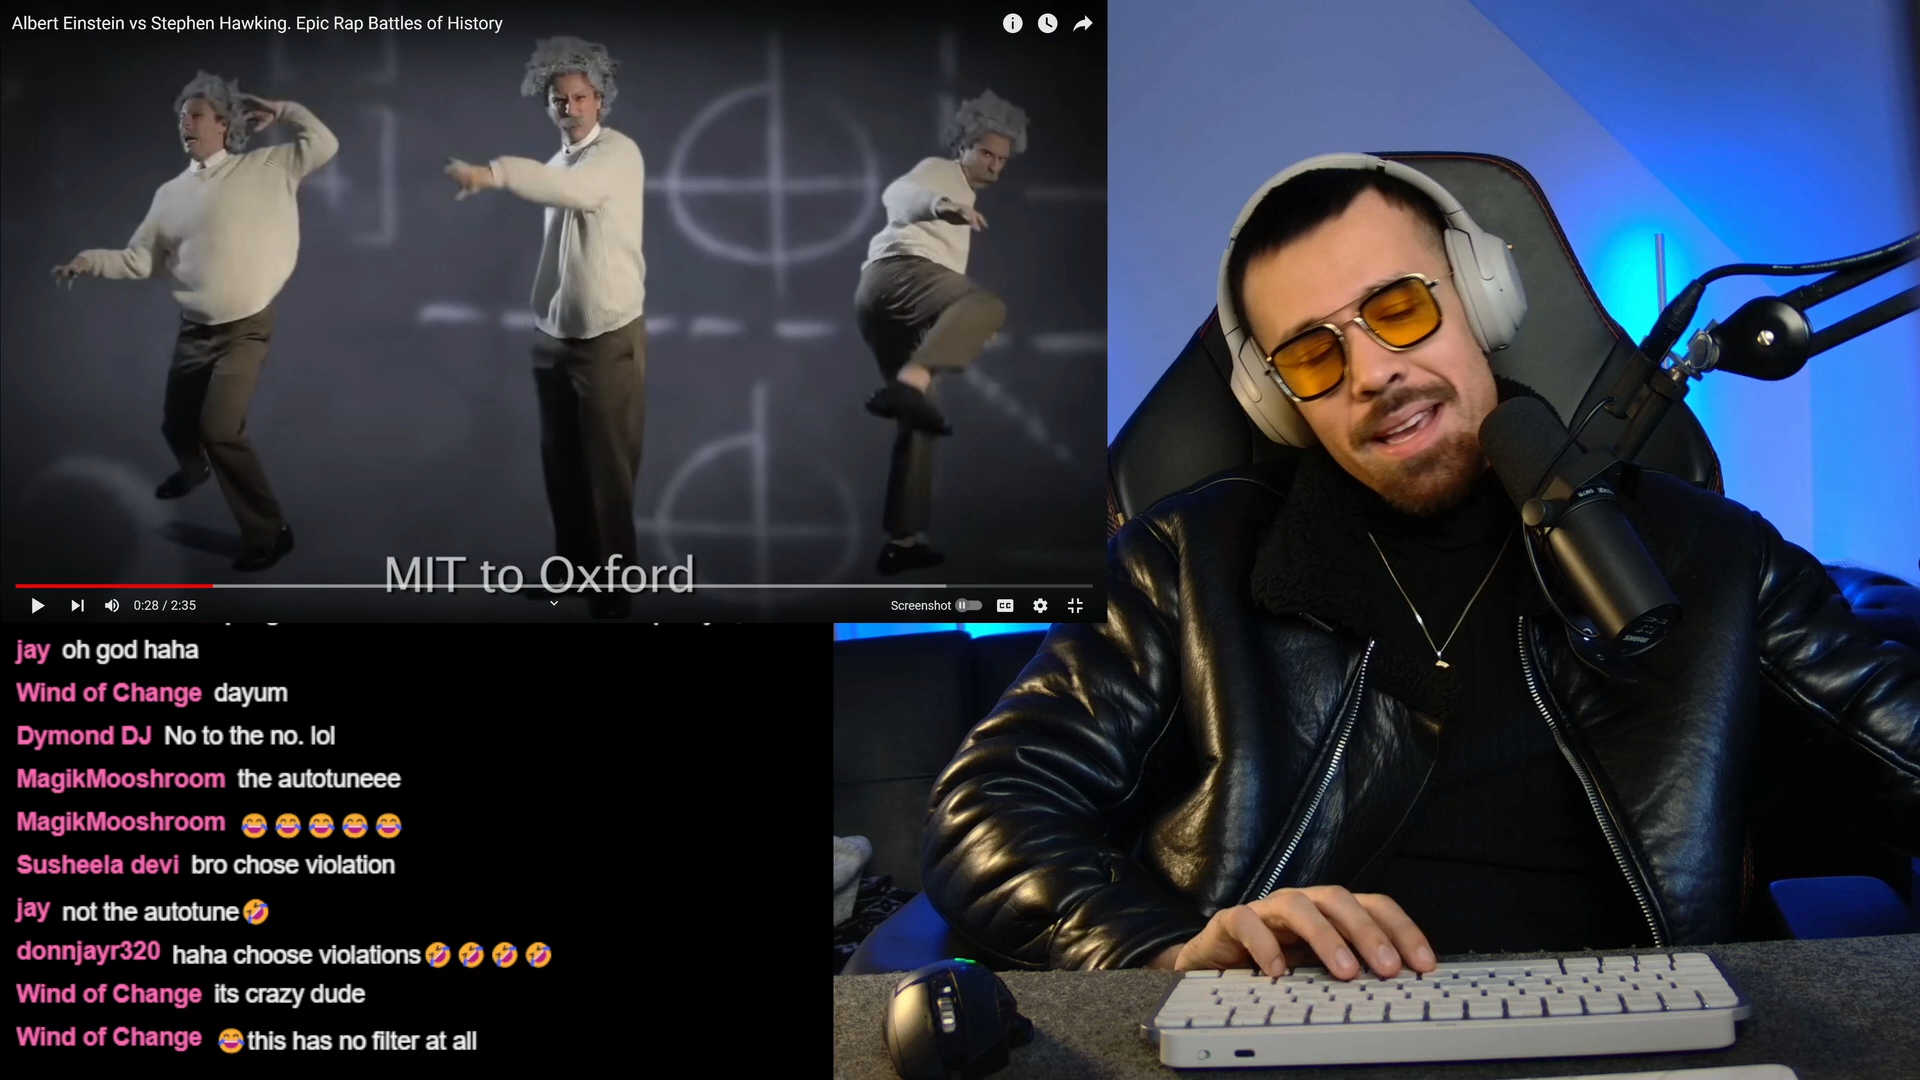 Albert Einstein vs Stephen Hawking. Epic Rap Battles of History
MIT to Oxford
0:28 / 2:35
Screenshot
CC
jay oh god haha
Wind of Change dayum
Dymond DJ No to the no. lol
MagikMooshroom the autotuneee
MagikMooshroom 😂😂😂😂😂
Susheela devi bro chose violation
jay not the autotune🤣
donnjayr320 haha choose violations🤣🤣🤣🤣
Wind of Change its crazy dude
Wind of Change 😂this has no filter at all